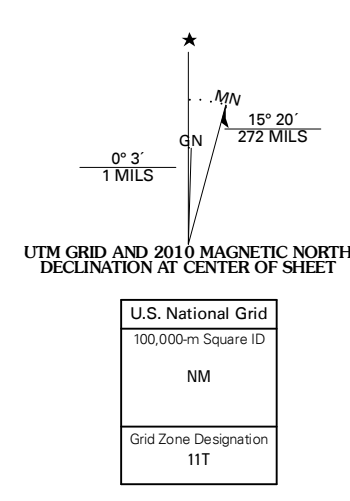 ★
MN
15° 20´
272 MILS
GN
0° 3´
1 MILS
UTM GRID AND 2010 MAGNETIC NORTH
DECLINATION AT CENTER OF SHEET
U.S. National Grid
100,000-m Square ID
NM
Grid Zone Designation
11T